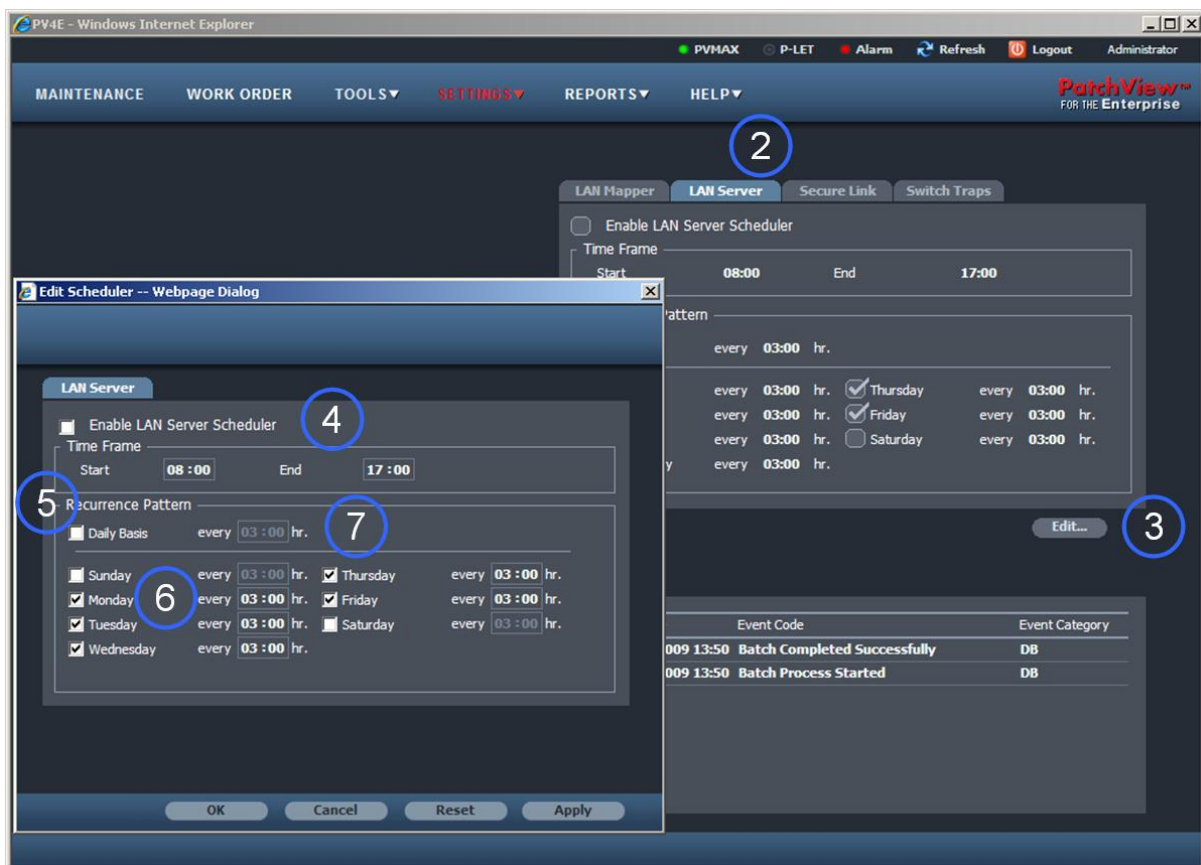 PV4E - Windows Internet Explorer
PVMAX P-LET Alarm Refresh Logout Administrator
MAINTENANCE WORK ORDER TOOLS▼ SETTINGS▼ REPORTS▼ HELP▼
PatchView™
FOR THE Enterprise
2
LAN Mapper LAN Server Secure Link Switch Traps
Enable LAN Server Scheduler
Time Frame
Start 08:00 End 17:00
Pattern
every 03:00 hr.
every 03:00 hr. Thursday every 03:00 hr.
every 03:00 hr. Friday every 03:00 hr.
every 03:00 hr. Saturday every 03:00 hr.
y every 03:00 hr.
Edit... 3
Event Code Event Category
009 13:50 Batch Completed Successfully DB
009 13:50 Batch Process Started DB
Edit Scheduler -- Webpage Dialog
LAN Server
Enable LAN Server Scheduler 4
Time Frame
Start 08:00 End 17:00
5 Recurrence Pattern
Daily Basis every 03:00 hr. 7
Sunday every 03:00 hr. Thursday every 03:00 hr.
Monday 6 every 03:00 hr. Friday every 03:00 hr.
Tuesday every 03:00 hr. Saturday every 03:00 hr.
Wednesday every 03:00 hr.
OK Cancel Reset Apply